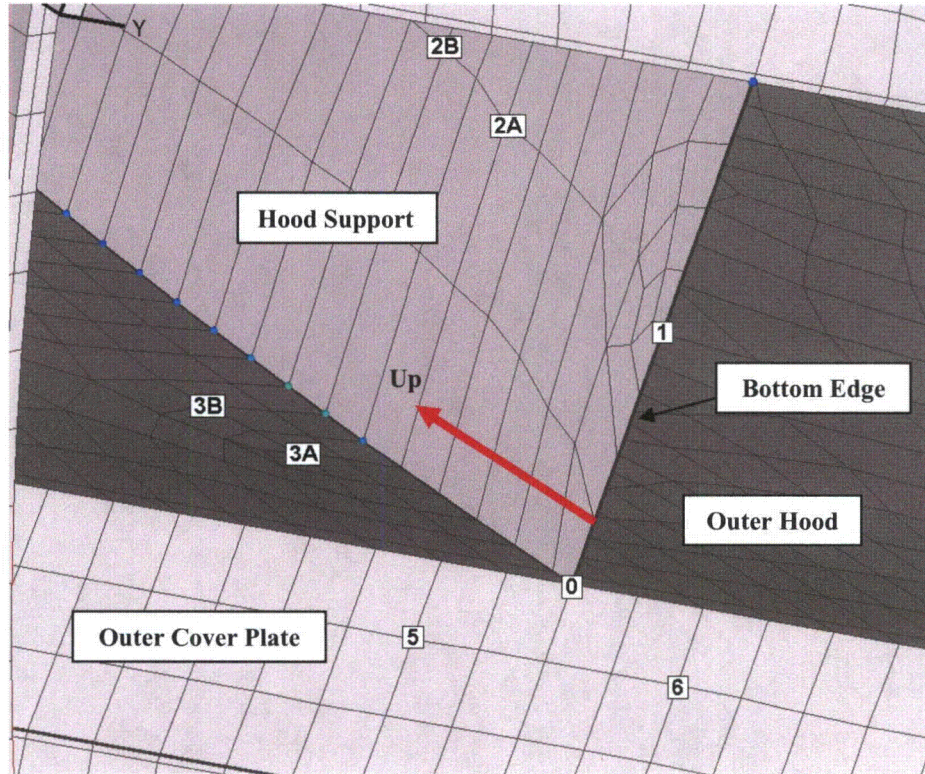 Y
2B
2A
Hood Support
1
Up
Bottom Edge
3B
3A
Outer Hood
0
Outer Cover Plate
5
6